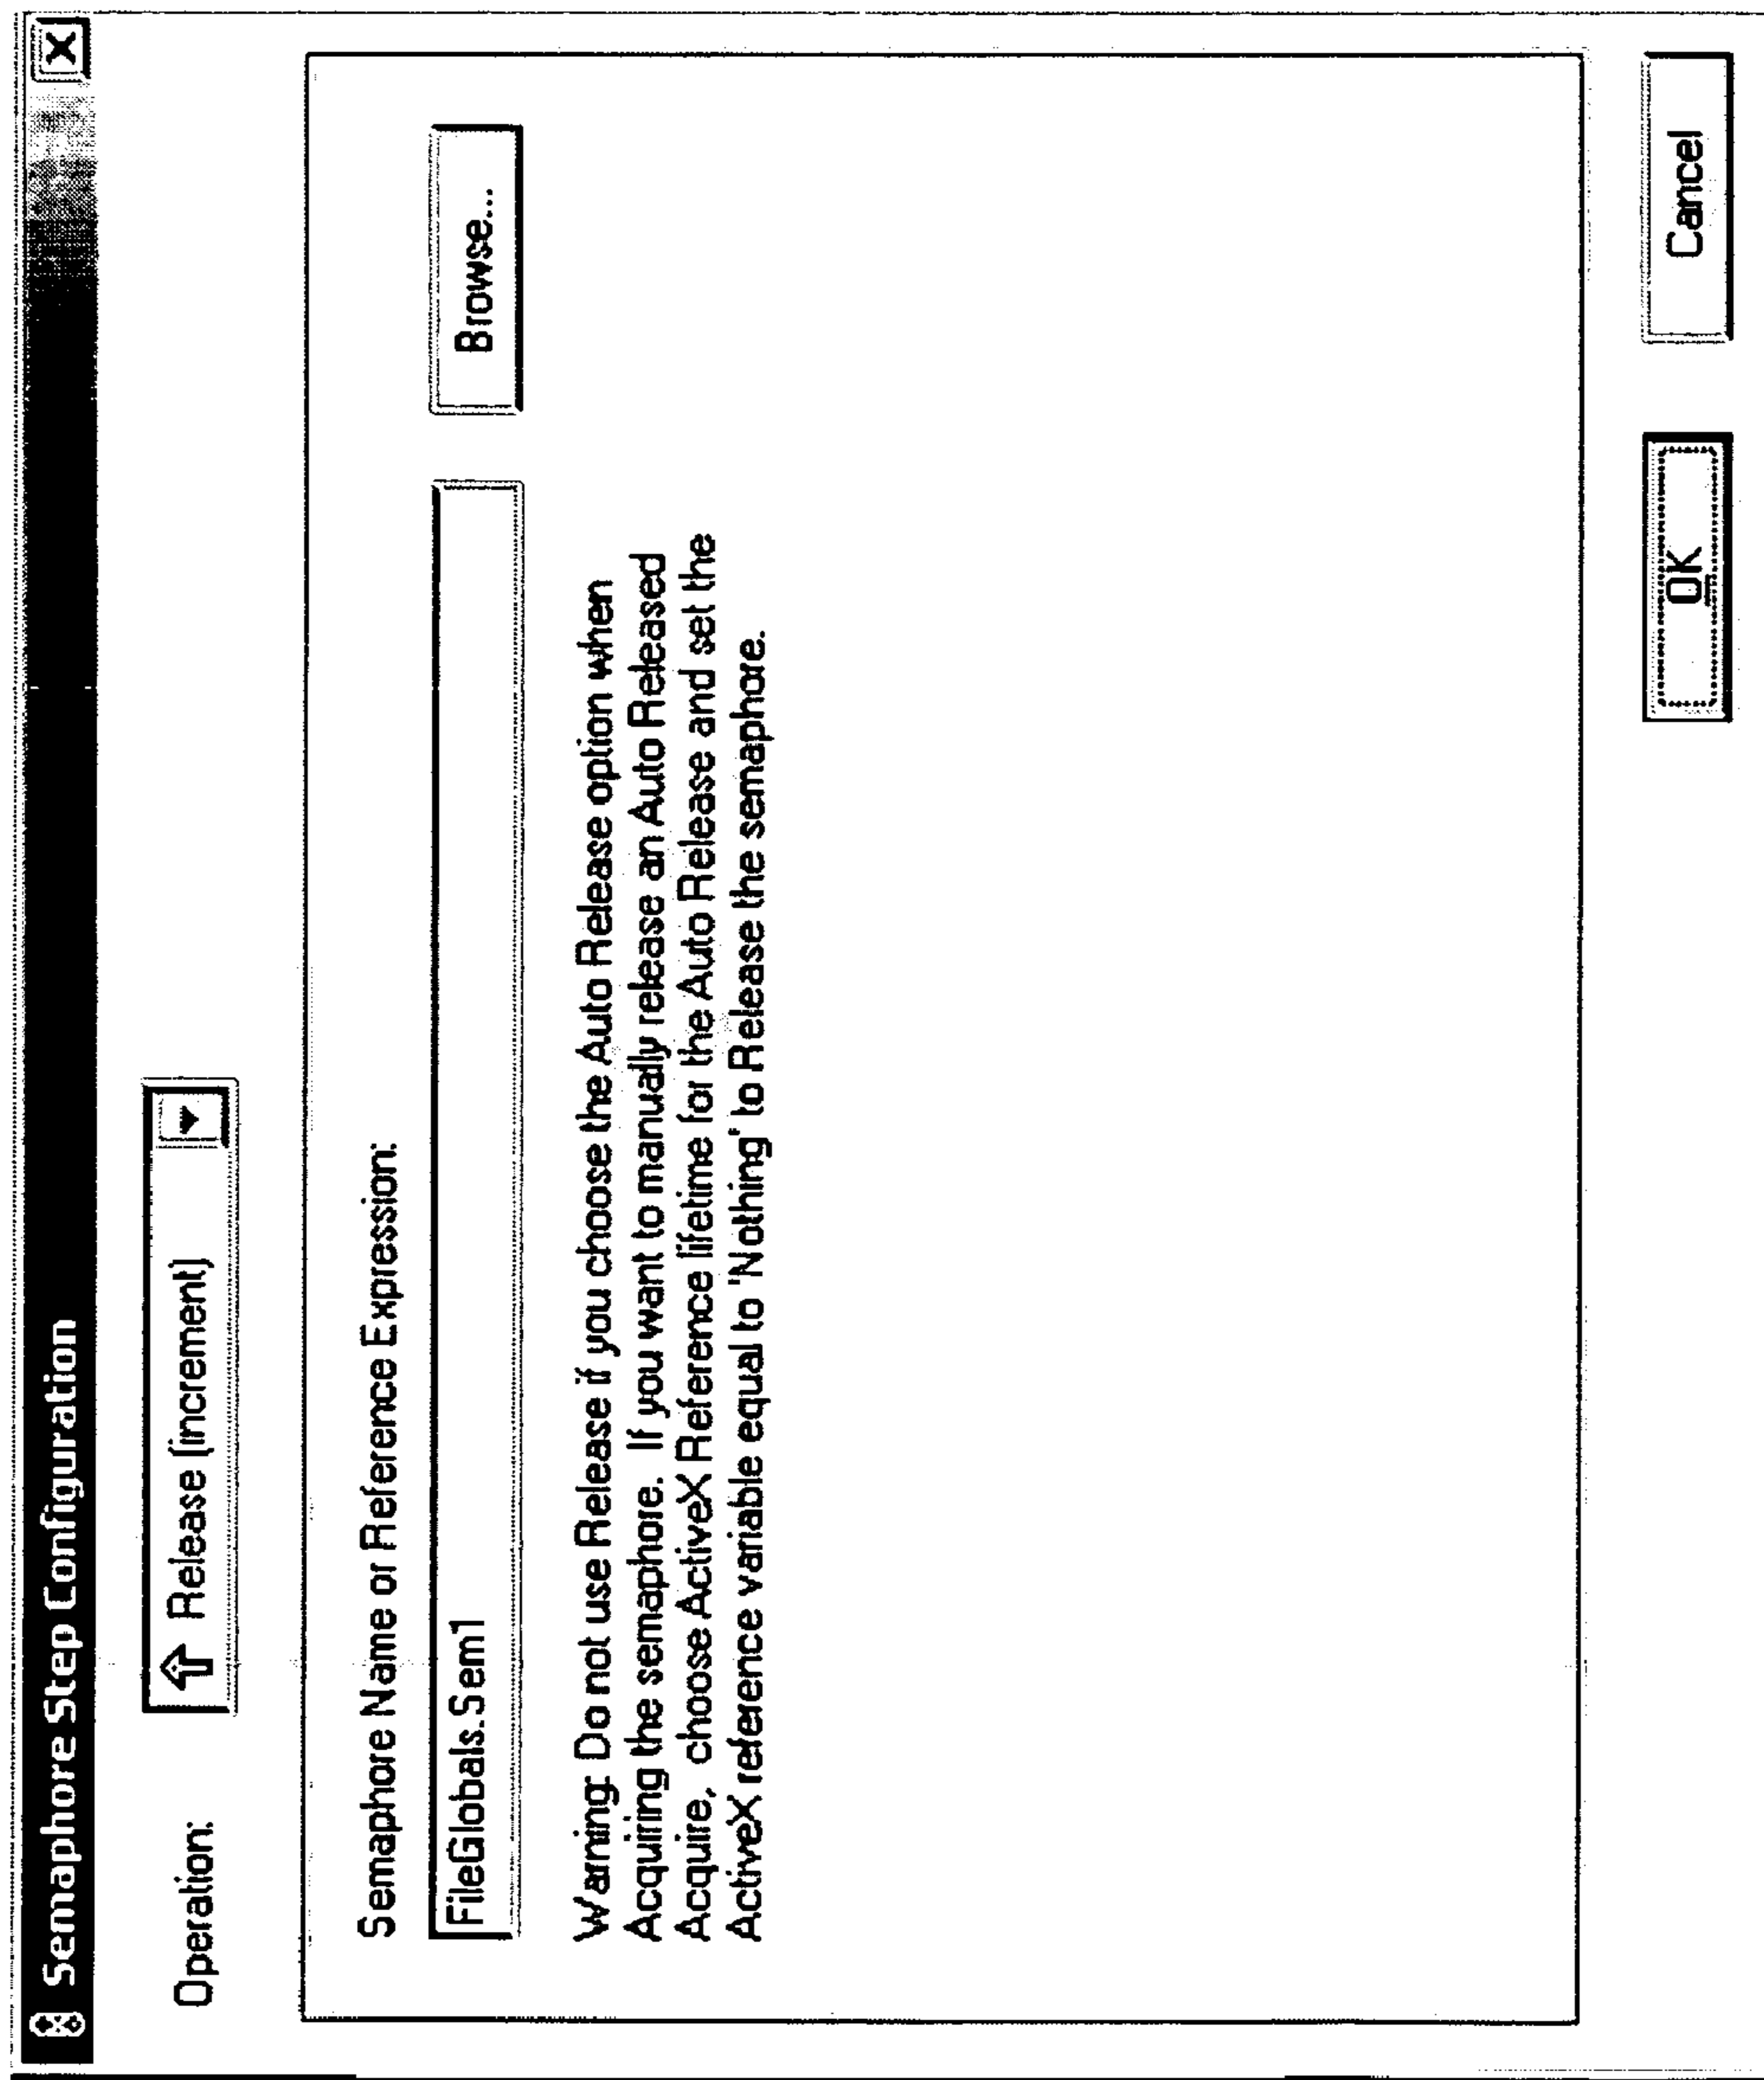 Semaphore Step Configuration
Operation:
Release (increment)
Semaphore Name or Reference Expression:
FileGlobals.Sem1
Browse...
Warning: Do not use Release if you choose the Auto Release option when
Acquiring the semaphore. If you want to manually release an Auto Released
Acquire, choose ActiveX Reference lifetime for the Auto Release and set the
ActiveX reference variable equal to 'Nothing' to Release the semaphore.
OK
Cancel